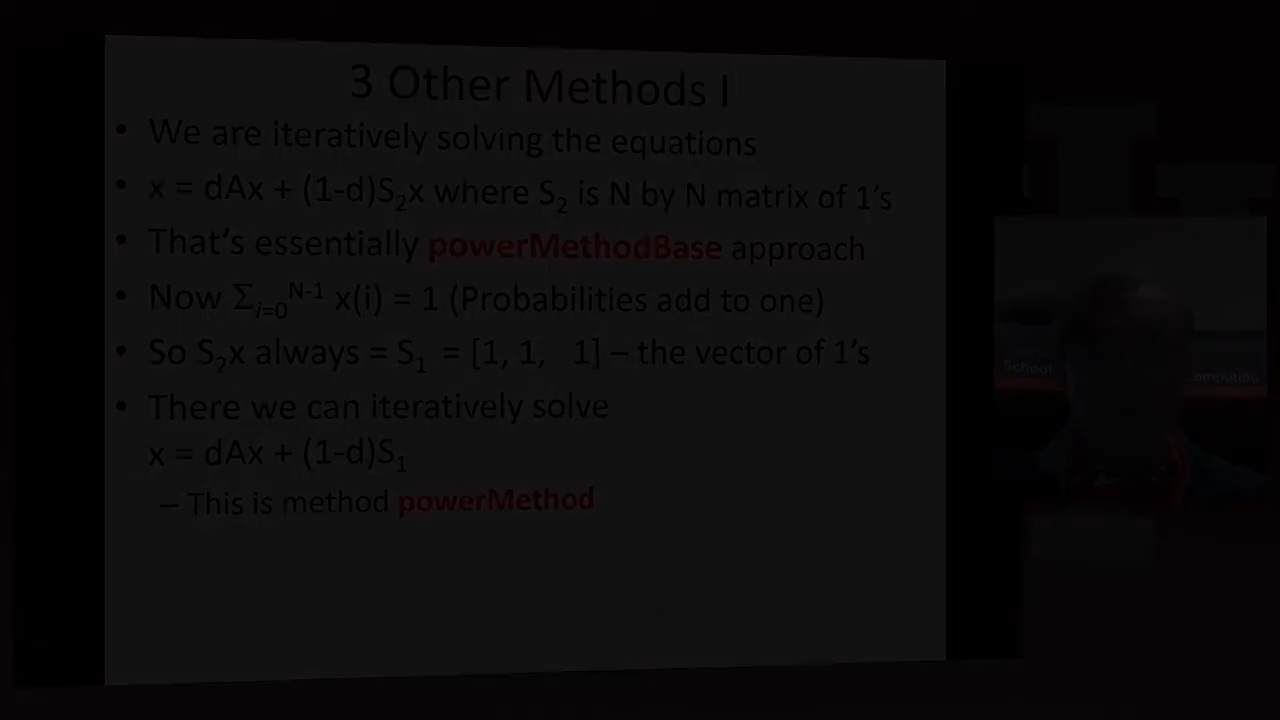 3 Other Methods I
• We are iteratively solving the equations
• x = dAx + (1-d)S₂x where S₂ is N by N matrix of 1's
• That's essentially powerMethodBase approach
• Now Σᵢ₌₀ᴺ⁻¹ x(i) = 1 (Probabilities add to one)
• So S₂x always = S₁ = [1, 1, 1] – the vector of 1's
• There we can iteratively solve
x = dAx + (1-d)S₁
– This is method powerMethod
School
omputing